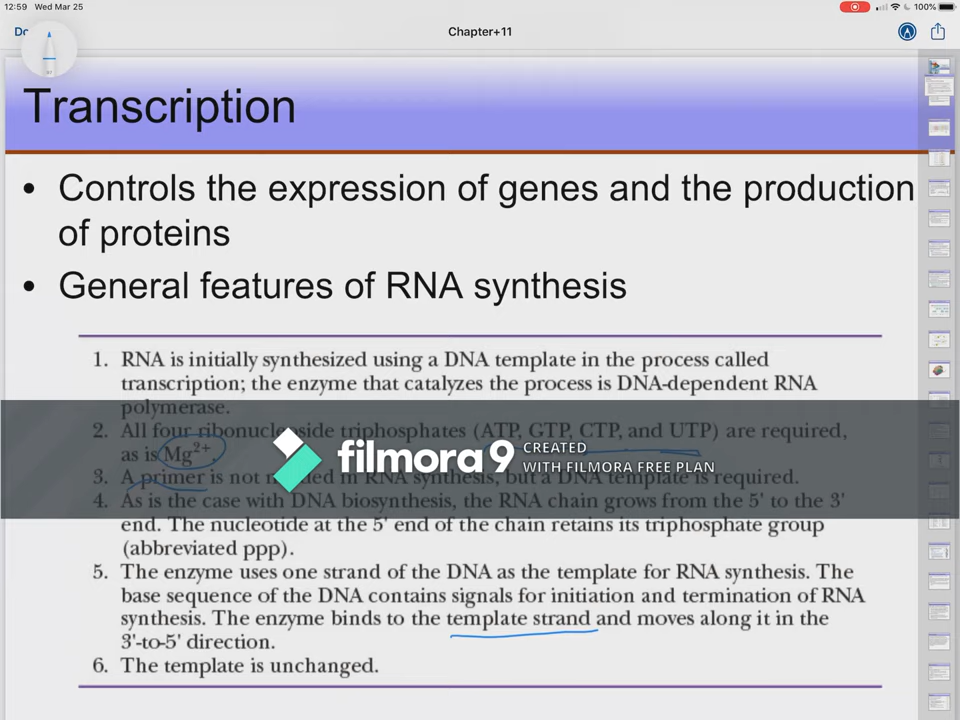 12:59 Wed Mar 25
100%
Chapter+11
Transcription
• Controls the expression of genes and the production
of proteins
• General features of RNA synthesis
1. RNA is initially synthesized using a DNA template in the process called
transcription; the enzyme that catalyzes the process is DNA-dependent RNA
polymerase.
2. All four ribonucleoside triphosphates (ATP, GTP, CTP, and UTP) are required,
as is Mg2+.
3. A primer is not needed in RNA synthesis, but a DNA template is required.
4. As is the case with DNA biosynthesis, the RNA chain grows from the 5' to the 3'
end. The nucleotide at the 5' end of the chain retains its triphosphate group
(abbreviated ppp).
5. The enzyme uses one strand of the DNA as the template for RNA synthesis. The
base sequence of the DNA contains signals for initiation and termination of RNA
synthesis. The enzyme binds to the template strand and moves along it in the
3'-to-5' direction.
6. The template is unchanged.
filmora9 CREATED
WITH FILMORA FREE PLAN